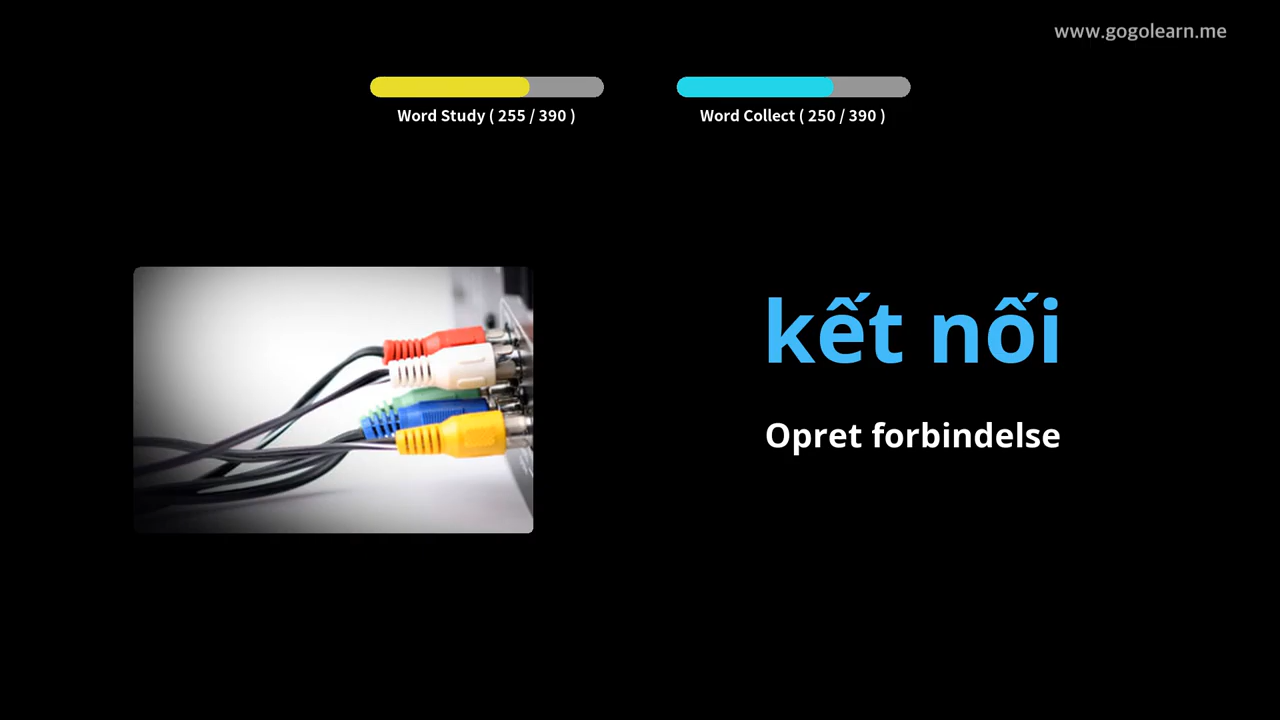 www.gogolearn.me
Word Study ( 255 / 390 )
Word Collect ( 250 / 390 )
kết nối
Opret forbindelse